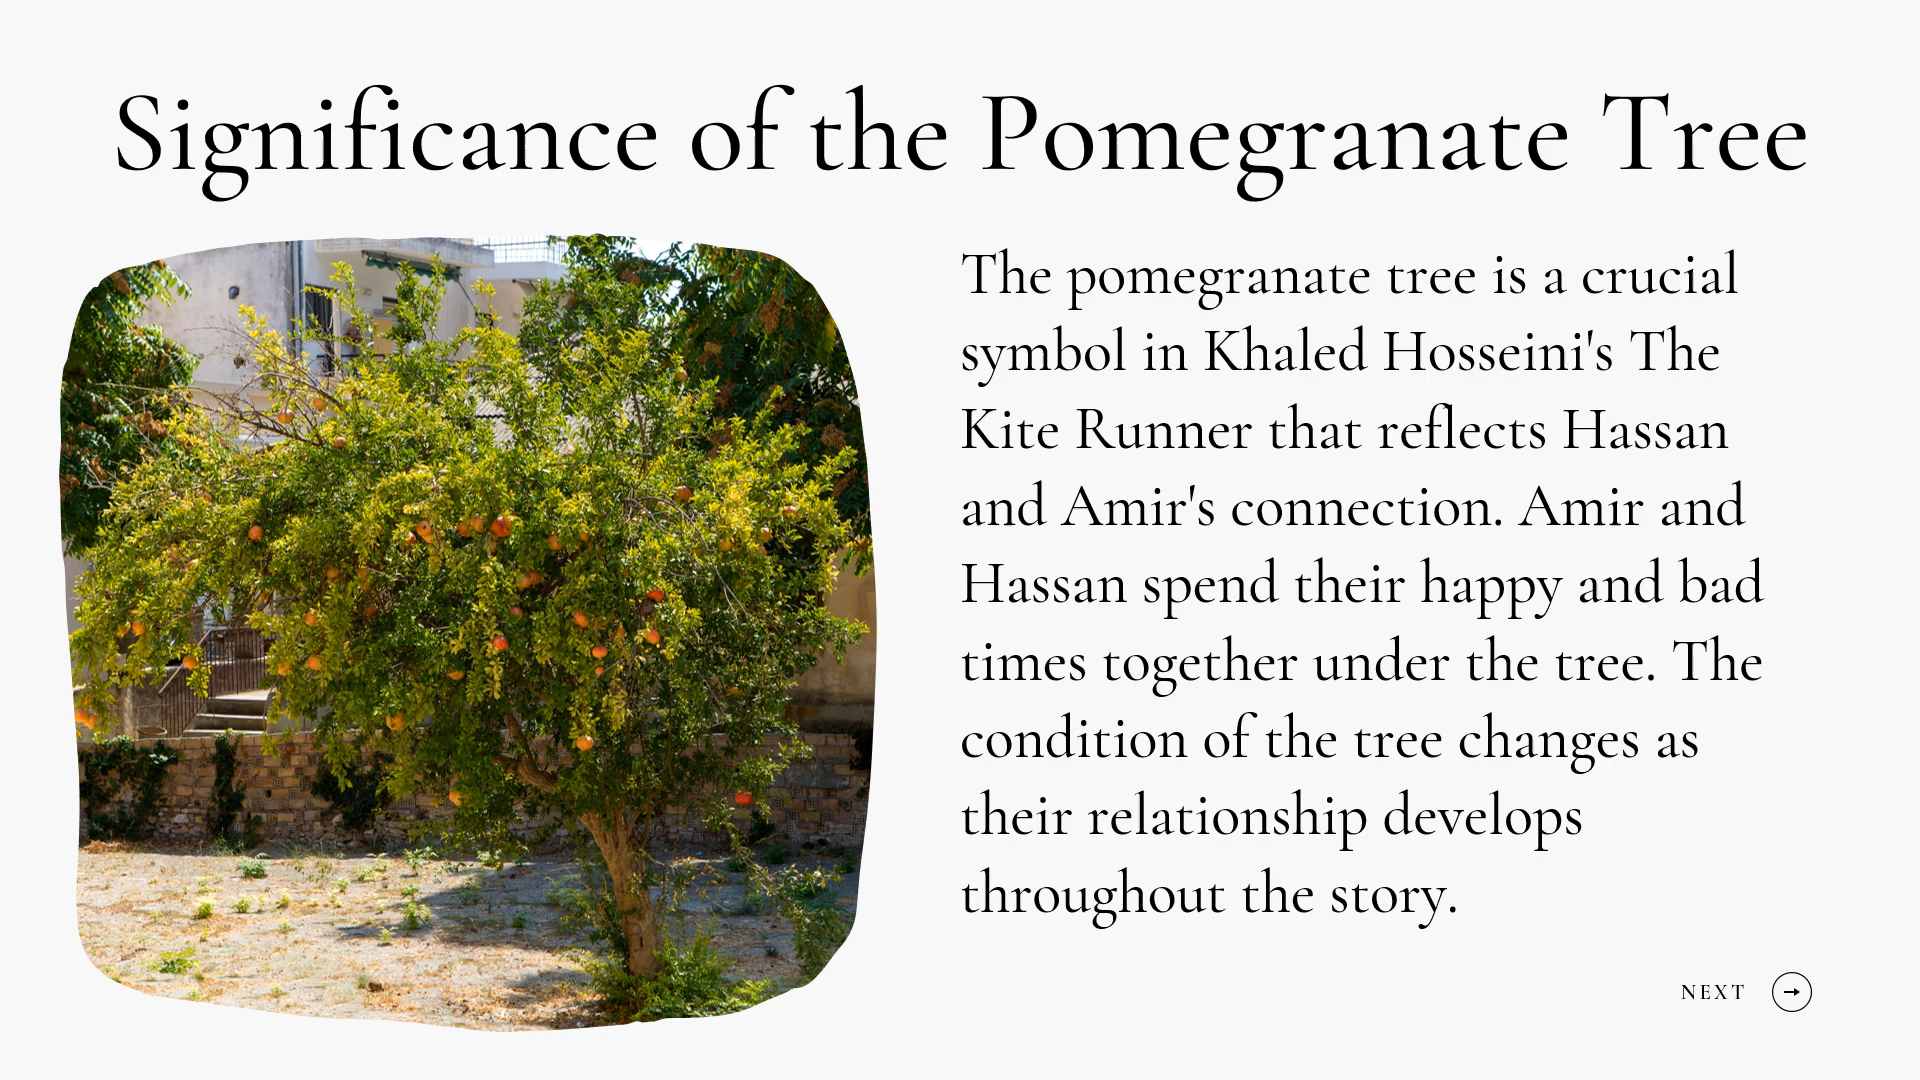 Significance of the Pomegranate Tree
The pomegranate tree is a crucial
symbol in Khaled Hosseini's The
Kite Runner that reflects Hassan
and Amir's connection. Amir and
Hassan spend their happy and bad
times together under the tree. The
condition of the tree changes as
their relationship develops
throughout the story.
NEXT